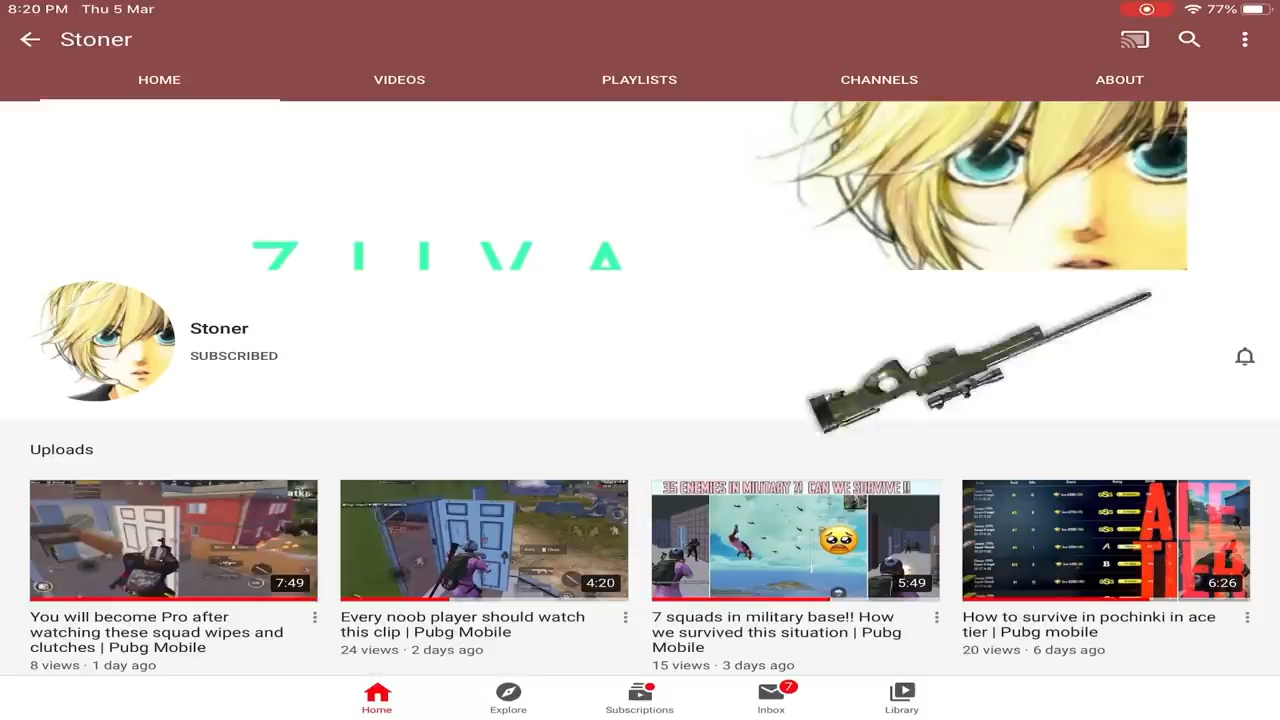 8:20 PM Thu 5 Mar
77%
Stoner
HOME VIDEOS PLAYLISTS CHANNELS ABOUT
Stoner
SUBSCRIBED
Uploads
35 ENEMIES IN MILITARY ?! CAN WE SURVIVE !!
ACE
TIER
7:49
4:20
5:49
6:26
You will become Pro after
watching these squad wipes and
clutches | Pubg Mobile
8 views · 1 day ago
Every noob player should watch
this clip | Pubg Mobile
24 views · 2 days ago
7 squads in military base!! How
we survived this situation | Pubg
Mobile
15 views · 3 days ago
How to survive in pochinki in ace
tier | Pubg mobile
20 views · 6 days ago
7
Home Explore Subscriptions Inbox Library